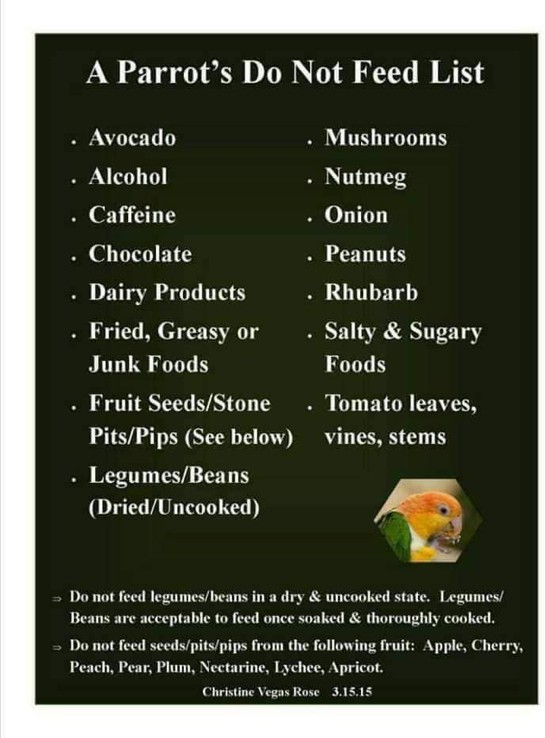 A Parrot's Do Not Feed List
• Avocado
• Alcohol
• Caffeine
• Chocolate
• Dairy Products
• Fried, Greasy or
Junk Foods
• Fruit Seeds/Stone
Pits/Pips (See below)
• Legumes/Beans
(Dried/Uncooked)
• Mushrooms
• Nutmeg
• Onion
• Peanuts
• Rhubarb
• Salty & Sugary
Foods
• Tomato leaves,
vines, stems
⇒ Do not feed legumes/beans in a dry & uncooked state. Legumes/
Beans are acceptable to feed once soaked & thoroughly cooked.
⇒ Do not feed seeds/pits/pips from the following fruit: Apple, Cherry,
Peach, Pear, Plum, Nectarine, Lychee, Apricot.
Christine Vegas Rose 3.15.15